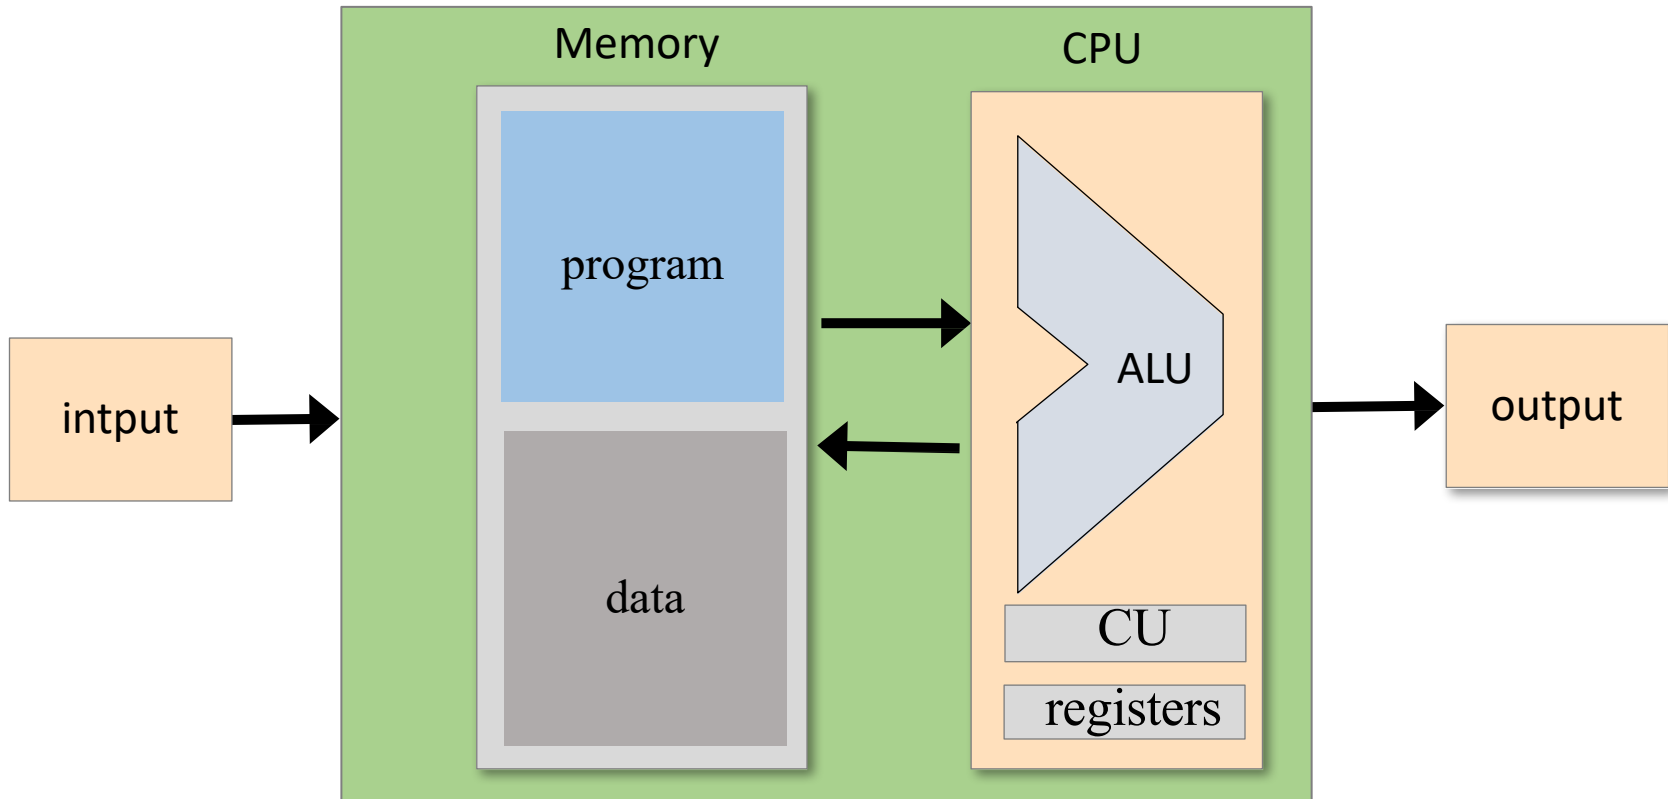 Memory
CPU
program
ALU
intput
output
data
CU
registers